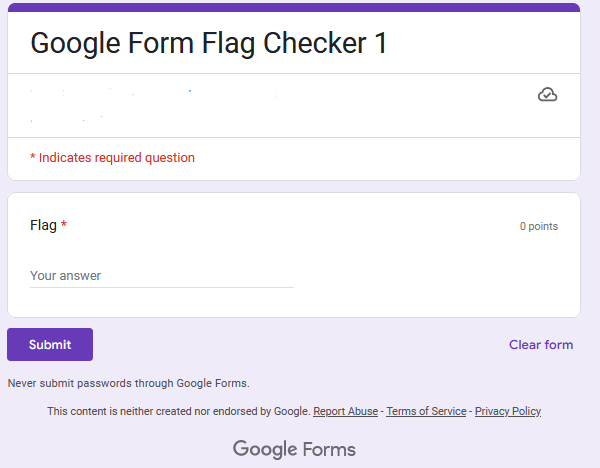 Google Form Flag Checker 1
* Indicates required question
Flag *
0 points
Your answer
Submit
Clear form
Never submit passwords through Google Forms.
This content is neither created nor endorsed by Google. Report Abuse - Terms of Service - Privacy Policy
Google Forms